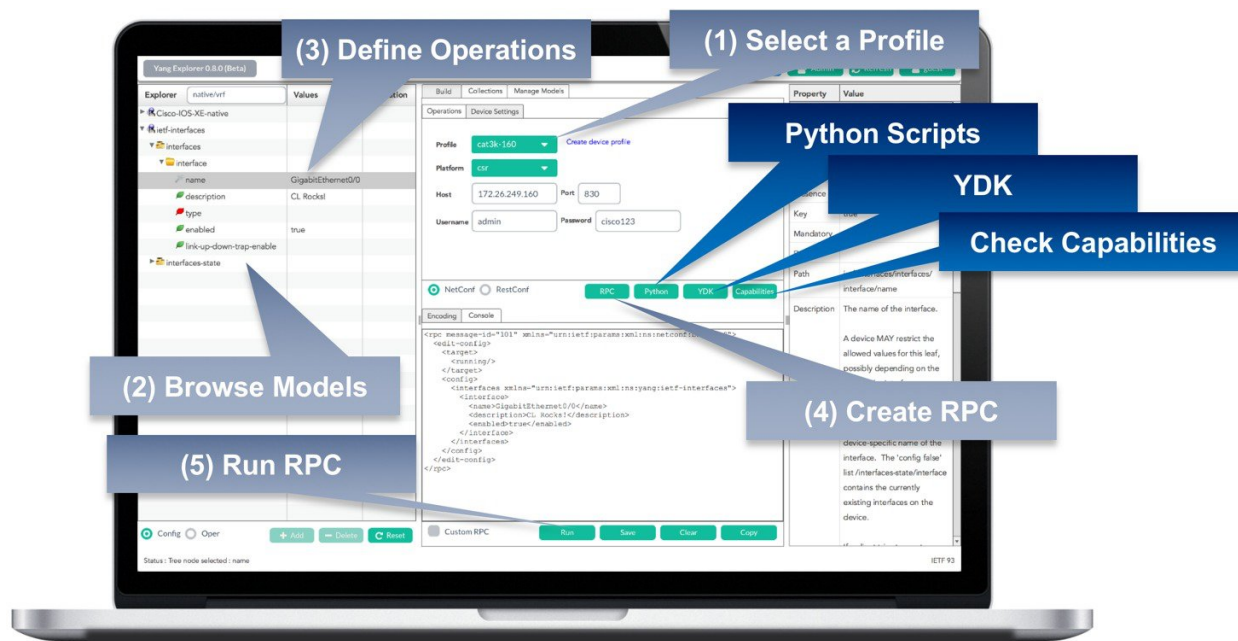 (3) Define Operations
(1) Select a Profile
Yang Explorer 0.8.0 (Beta)
Admin
Refresh
guest
Explorer
native/vrf
Values
Build
Collections
Manage Models
Property
Value
Cisco-IOS-XE-native
Operations
Device Settings
ietf-interfaces
interfaces
Profile
cat3k-160
Create device profile
Python Scripts
interface
Platform
csr
name
GigabitEthernet0/0
Host
172.26.249.160
Port
830
YDK
description
CL Rocks!
type
Username
admin
Password
cisco123
Key
true
enabled
true
Mandatory
Check Capabilities
link-up-down-trap-enable
interfaces-state
Path
interfaces/interfaces/
interface/name
NetConf
RestConf
RPC
Python
YDK
Capabilities
Encoding
Console
Description
The name of the interface.
<rpc message-id="101" xmlns="urn:ietf:params:xml:ns:netconf:
<edit-config>
<target>
<running/>
</target>
<config>
<interfaces xmlns="urn:ietf:params:xml:ns:yang:ietf-interfaces">
<interface>
<name>GigabitEthernet0/0</name>
<description>CL Rocks!</description>
<enabled>true</enabled>
</interface>
</interfaces>
</config>
</edit-config>
</rpc>
A device MAY restrict the
allowed values for this leaf,
possibly depending on the
(2) Browse Models
(4) Create RPC
device-specific name of the
interface. The 'config false'
list /interfaces-state/interface
contains the currently
existing interfaces on the
device.
(5) Run RPC
Config
Oper
+ Add
− Delete
Reset
Custom RPC
Run
Save
Clear
Copy
Status : Tree node selected : name
IETF 93